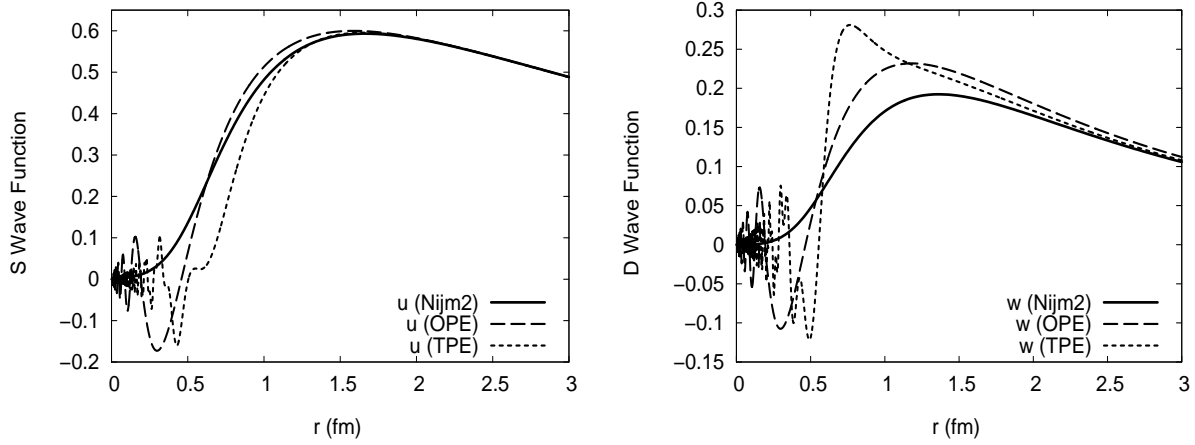 S Wave Function
0.6
0.5
0.4
0.3
0.2
0.1
0
−0.1
−0.2
u (Nijm2)
u (OPE)
u (TPE)
0 0.5 1 1.5 2 2.5 3
r (fm)
D Wave Function
0.3
0.25
0.2
0.15
0.1
0.05
0
−0.05
−0.1
−0.15
w (Nijm2)
w (OPE)
w (TPE)
0 0.5 1 1.5 2 2.5 3
r (fm)